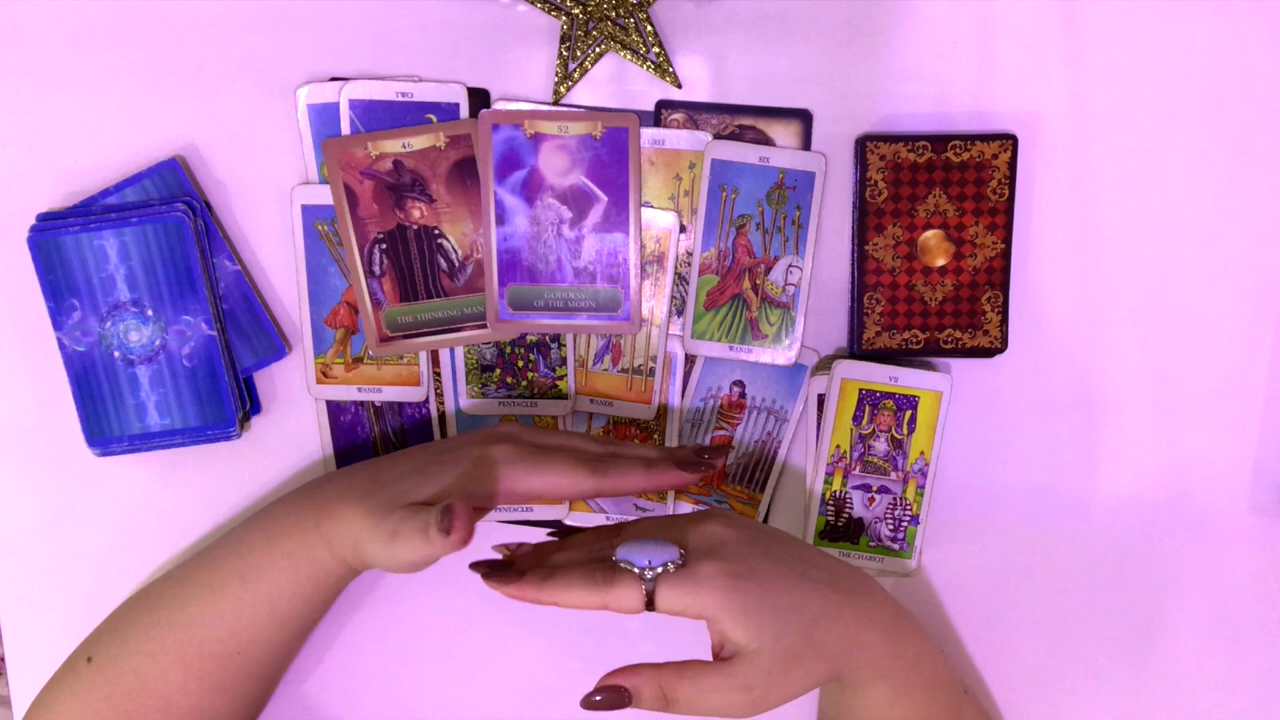 TWO
46
52
SIX
THE THINKING MAN
GODDESS
OF THE MOON
WANDS
WANDS
VII
PENTACLES
WANDS
PENTACLES
WANDS
THE CHARIOT